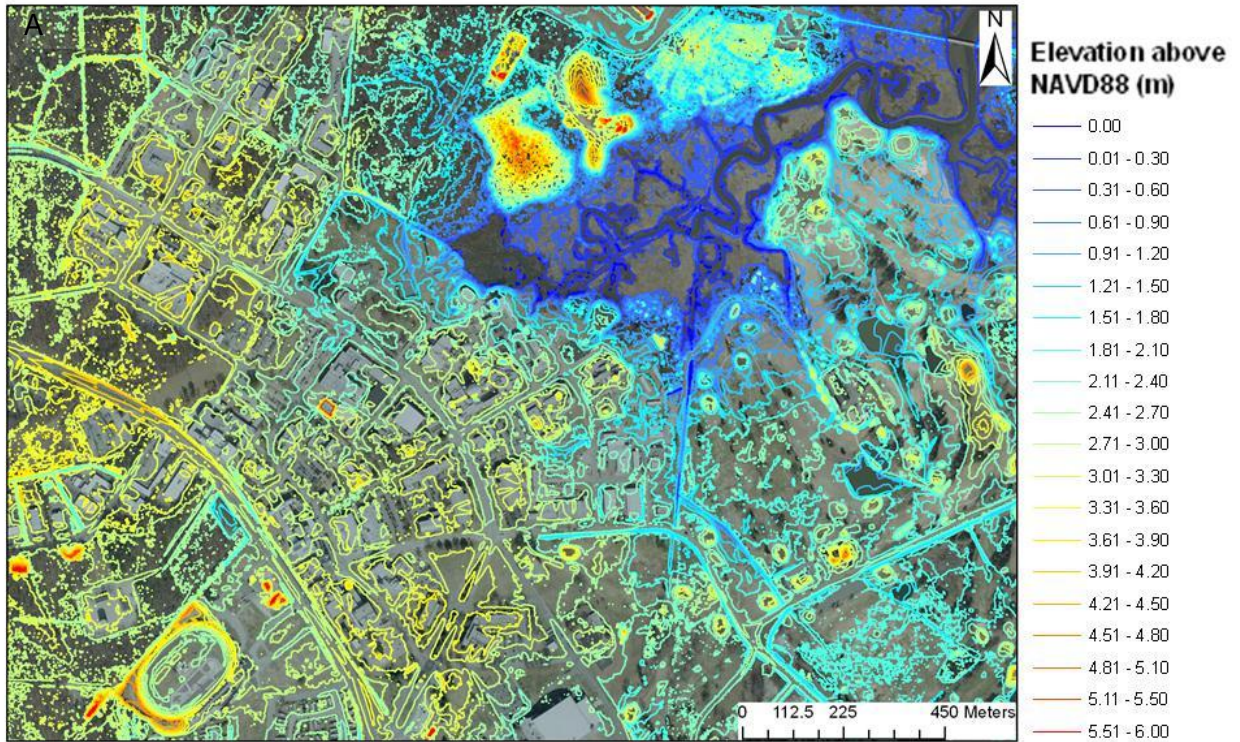 A
N
Elevation above
NAVD88 (m)
0.00
0.01 - 0.30
0.31 - 0.60
0.61 - 0.90
0.91 - 1.20
1.21 - 1.50
1.51 - 1.80
1.81 - 2.10
2.11 - 2.40
2.41 - 2.70
2.71 - 3.00
3.01 - 3.30
3.31 - 3.60
3.61 - 3.90
3.91 - 4.20
4.21 - 4.50
4.51 - 4.80
4.81 - 5.10
5.11 - 5.50
5.51 - 6.00
0 112.5 225 450 Meters